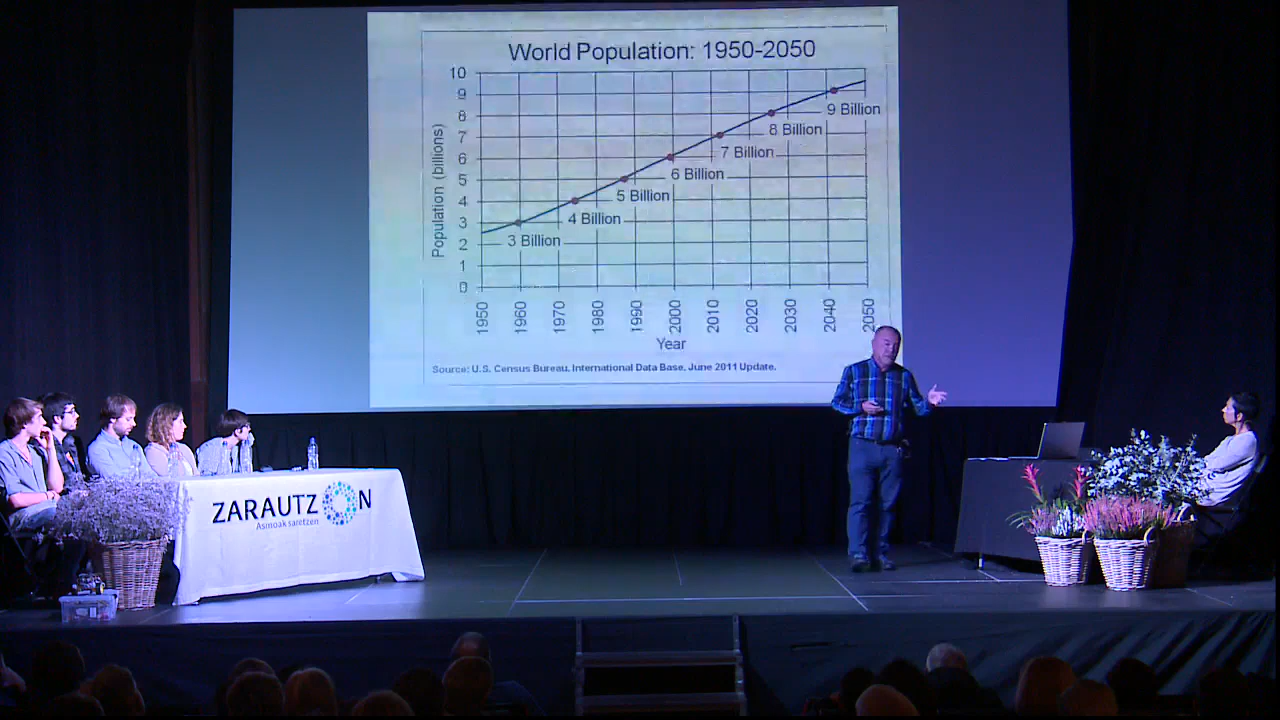 World Population: 1950-2050
Population (billions)
10
9
8
7
6
5
4
3
2
1
0
9 Billion
8 Billion
7 Billion
6 Billion
5 Billion
4 Billion
3 Billion
1950 1960 1970 1980 1990 2000 2010 2020 2030 2040 2050
Year
Source: U.S. Census Bureau, International Data Base, June 2011 Update.
ZARAUTZ ON
Asmoak saretzen